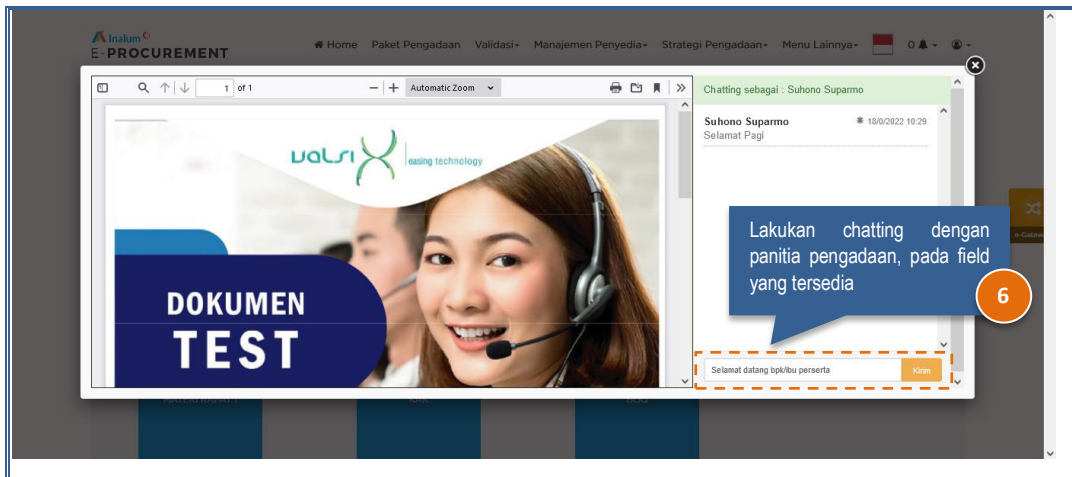 Inalum
E-PROCUREMENT
Home Paket Pengadaan Validasi Manajemen Penyedia Strategi Pengadaan Menu Lainnya 0
1 of 1
Automatic Zoom
Chatting sebagai : Suhono Suparmo
Suhono Suparmo 18/0/2022 10:29
Selamat Pagi
valsix easing technology
DOKUMEN
TEST
Lakukan chatting dengan
panitia pengadaan, pada field
yang tersedia
6
Selamat datang bpk/ibu perserta
Kirim